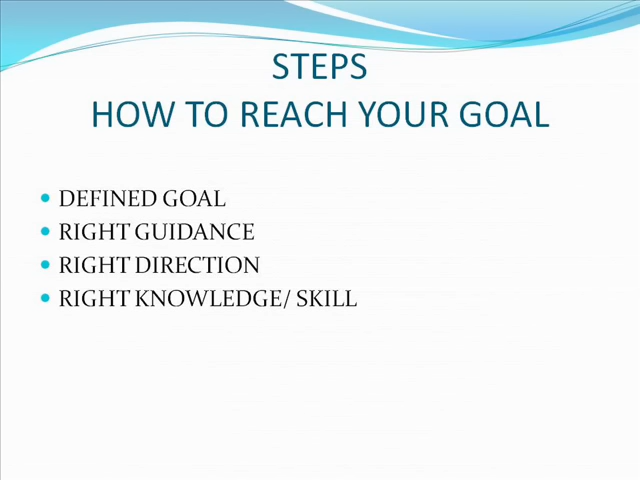 STEPS
HOW TO REACH YOUR GOAL
DEFINED GOAL
RIGHT GUIDANCE
RIGHT DIRECTION
RIGHT KNOWLEDGE/ SKILL